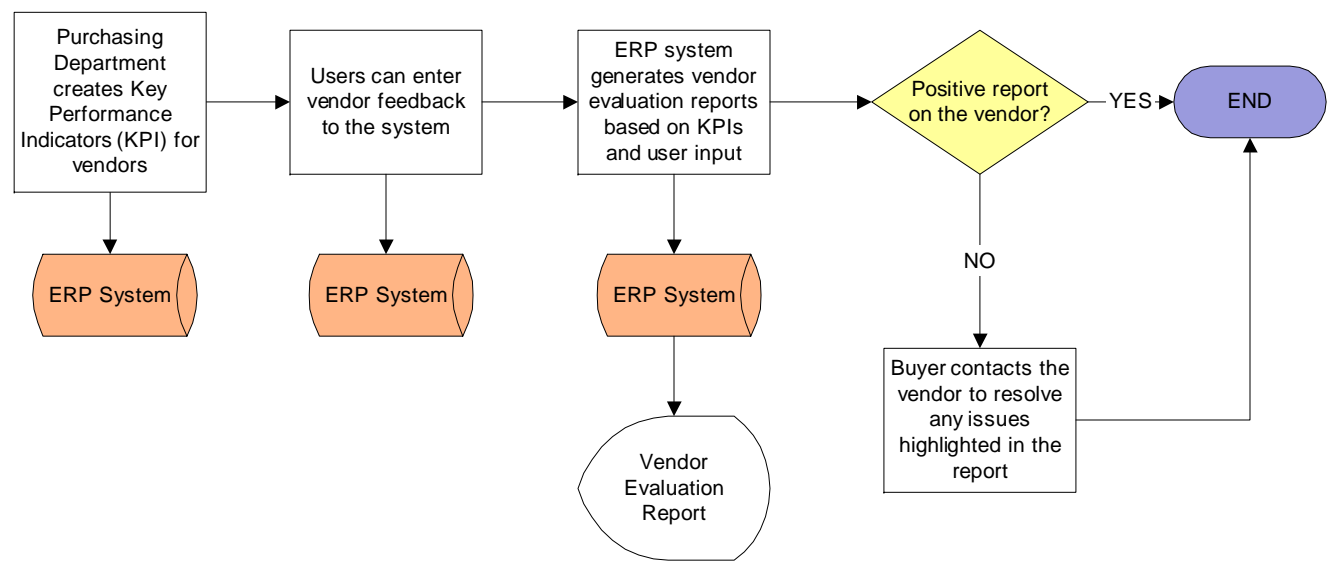 Purchasing
Department
creates Key
Performance
Indicators (KPI) for
vendors
Users can enter
vendor feedback
to the system
ERP system
generates vendor
evaluation reports
based on KPIs
and user input
Positive report
on the vendor?
YES
END
ERP System
ERP System
ERP System
NO
Buyer contacts the
vendor to resolve
any issues
highlighted in the
report
Vendor
Evaluation
Report